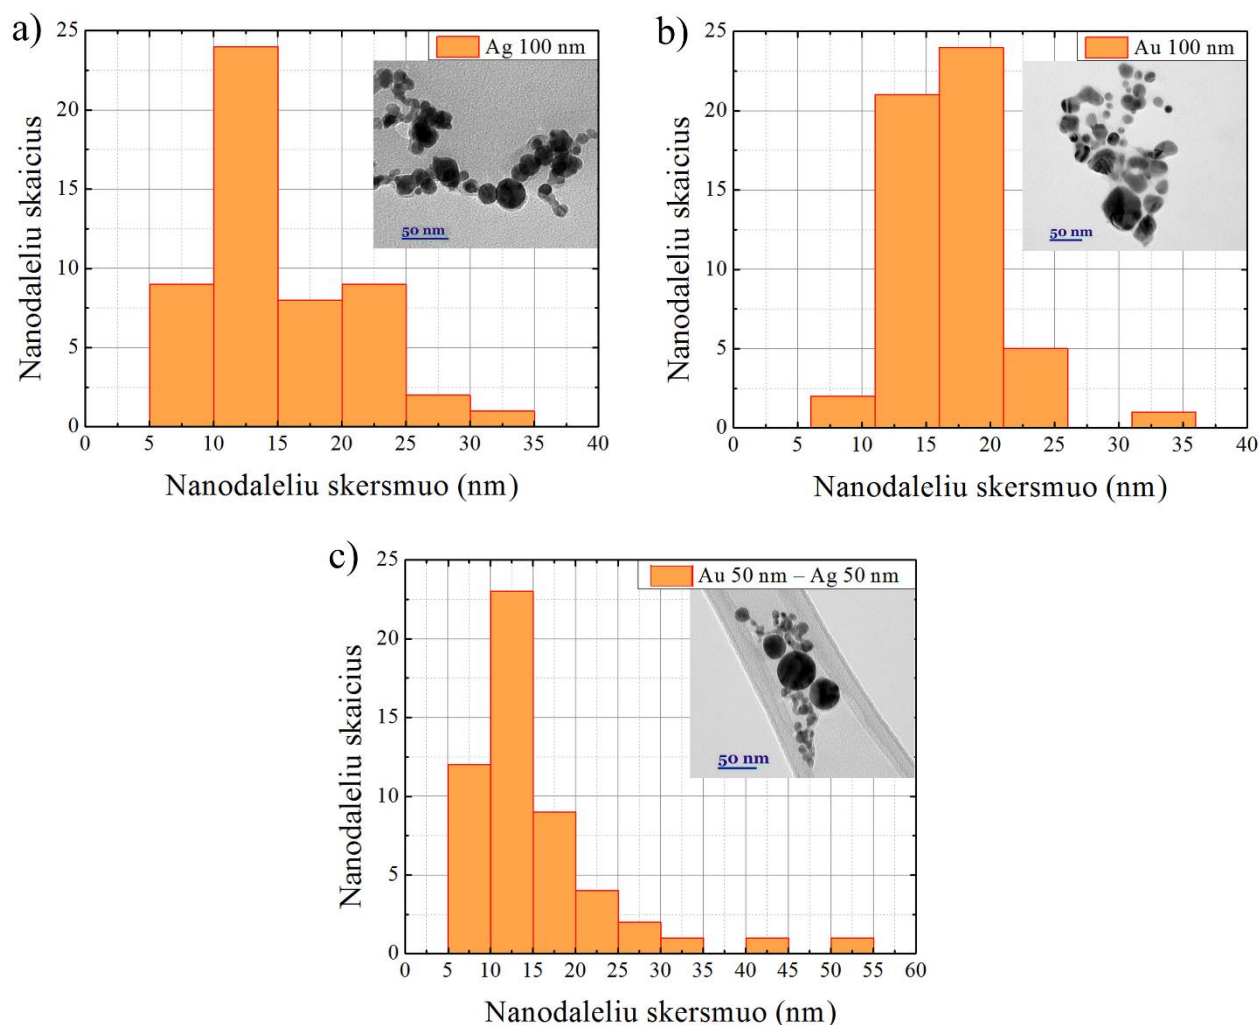 a)
Ag 100 nm
50 nm
Nanodaleliu skaicius
25
20
15
10
5
0
0 5 10 15 20 25 30 35 40
Nanodaleliu skersmuo (nm)
b)
Au 100 nm
50 nm
Nanodaleliu skaicius
25
20
15
10
5
0
0 5 10 15 20 25 30 35 40
Nanodaleliu skersmuo (nm)
c)
Au 50 nm – Ag 50 nm
50 nm
Nanodaleliu skaicius
25
20
15
10
5
0
0 5 10 15 20 25 30 35 40 45 50 55 60
Nanodaleliu skersmuo (nm)